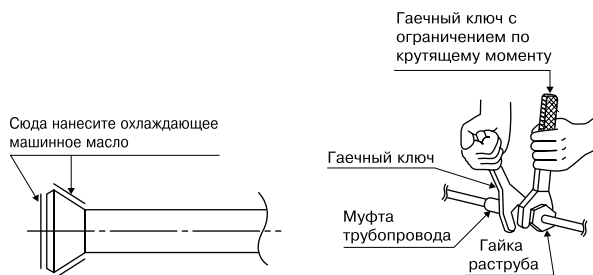 Сюда нанесите охлаждающее
машинное масло
Гаечный ключ с
ограничением по
крутящему моменту
Гаечный ключ
Муфта
трубопровода
Гайка
раструба